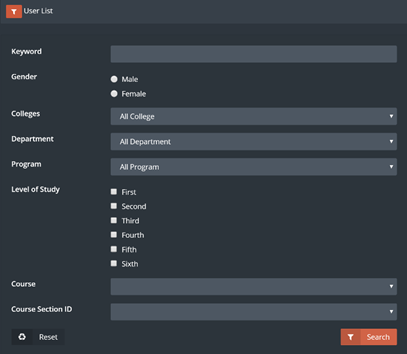 User List
Keyword
Gender
Male
Female
Colleges
All College
Department
All Department
Program
All Program
Level of Study
First
Second
Third
Fourth
Fifth
Sixth
Course
Course Section ID
Reset
Search